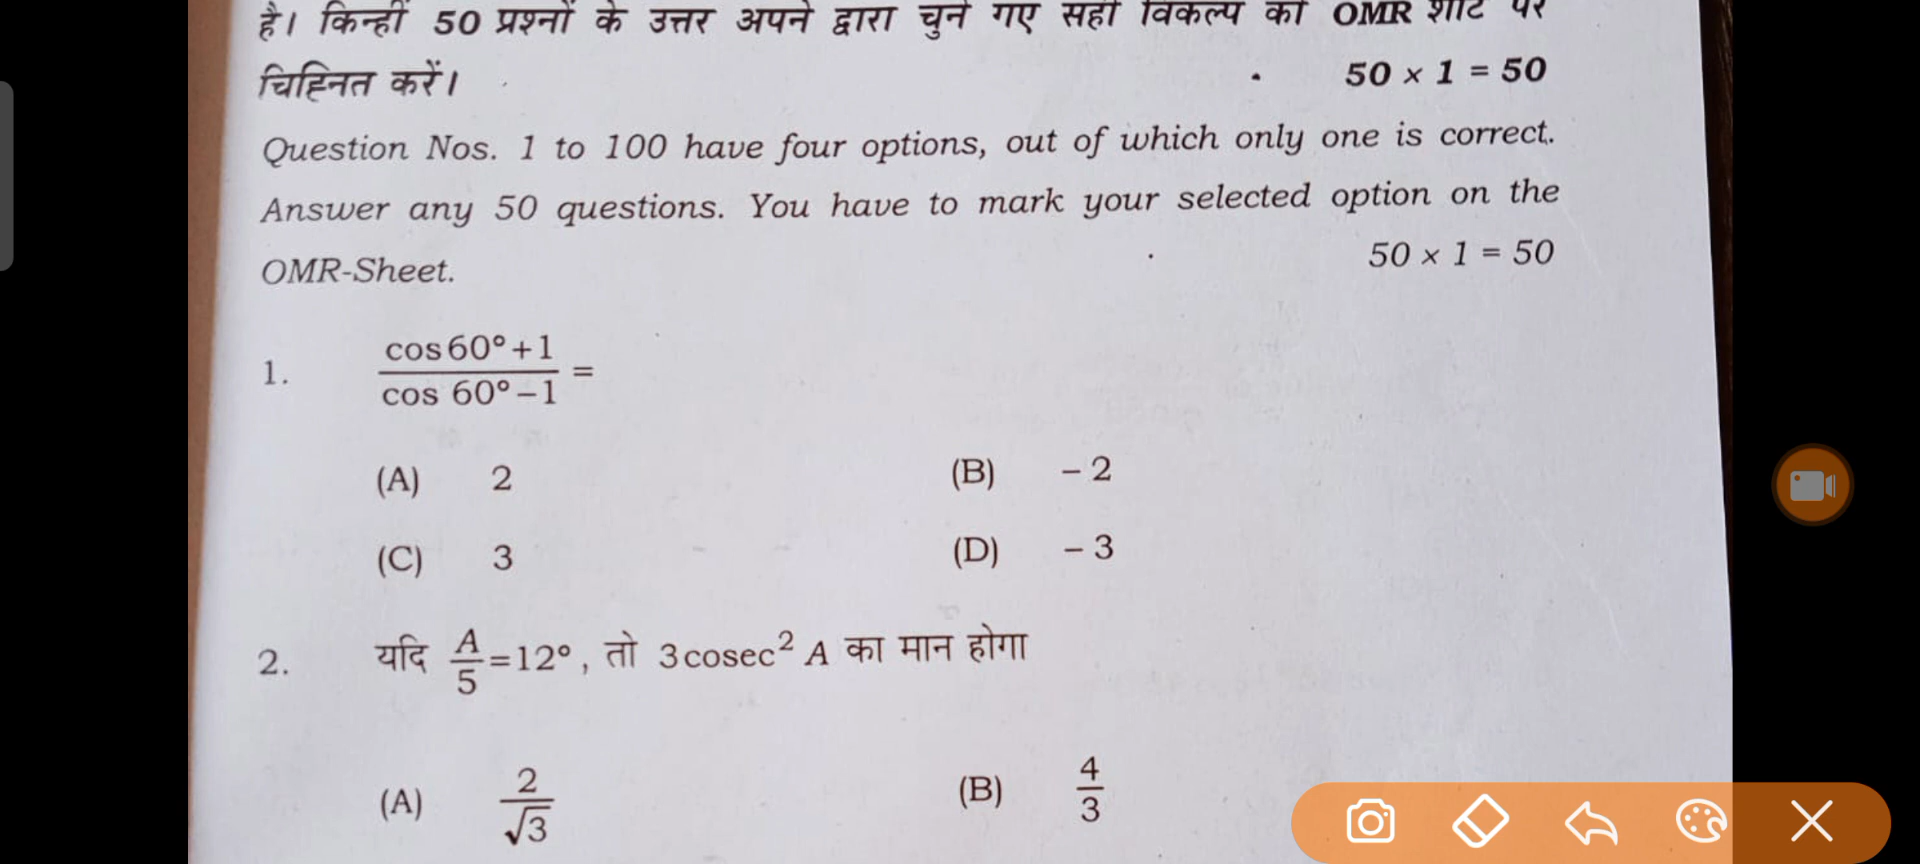 है। किन्हीं 50 प्रश्नों के उत्तर अपने द्वारा चुने गए सही विकल्प को OMR शीट पर
चिह्नित करें। 50 × 1 = 50
Question Nos. 1 to 100 have four options, out of which only one is correct.
Answer any 50 questions. You have to mark your selected option on the
OMR-Sheet. 50 × 1 = 50
1. cos 60° + 1 / cos 60° − 1 =
(A) 2 (B) − 2
(C) 3 (D) − 3
2. यदि A/5 = 12°, तो 3 cosec² A का मान होगा
(A) 2/√3 (B) 4/3